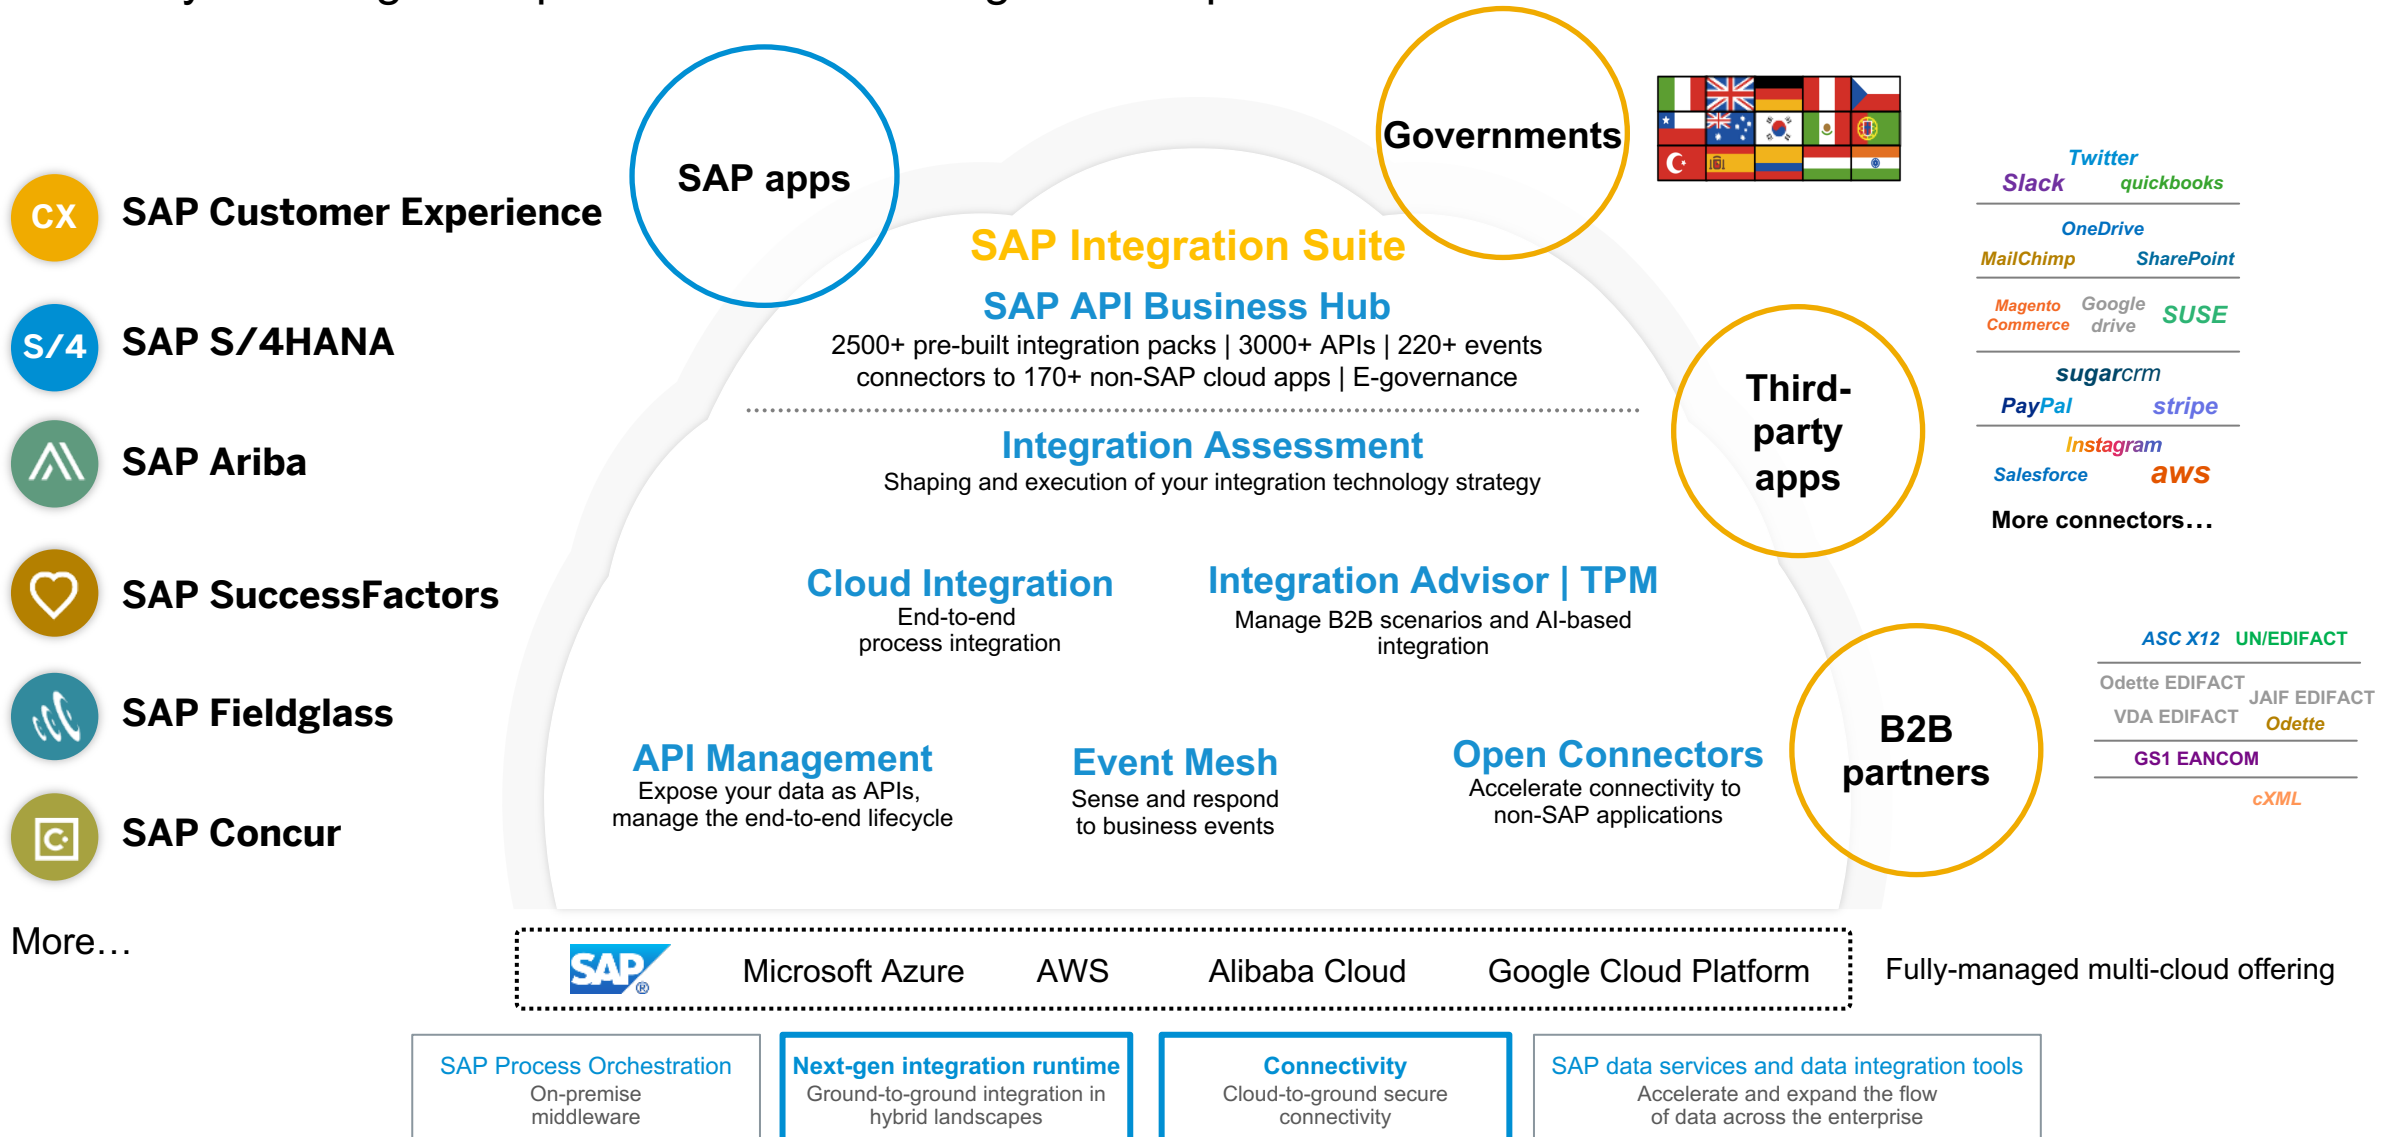 SAP apps
Governments
CX
SAP Customer Experience
S/4
SAP S/4HANA
SAP Ariba
SAP SuccessFactors
SAP Fieldglass
C.
SAP Concur
More…
SAP Integration Suite
SAP API Business Hub
2500+ pre-built integration packs | 3000+ APIs | 220+ events
connectors to 170+ non-SAP cloud apps | E-governance
Integration Assessment
Shaping and execution of your integration technology strategy
Cloud Integration
End-to-end
process integration
Integration Advisor | TPM
Manage B2B scenarios and AI-based
integration
API Management
Expose your data as APIs,
manage the end-to-end lifecycle
Event Mesh
Sense and respond
to business events
Open Connectors
Accelerate connectivity to
non-SAP applications
Third-
party
apps
B2B
partners
Twitter
Slack quickbooks
OneDrive
MailChimp SharePoint
Magento
Commerce
Google
drive
SUSE
sugarcrm
PayPal stripe
Instagram
Salesforce aws
More connectors…
ASC X12 UN/EDIFACT
Odette EDIFACT
JAIF EDIFACT
VDA EDIFACT
Odette
GS1 EANCOM
cXML
SAP ®
Microsoft Azure AWS Alibaba Cloud Google Cloud Platform
Fully-managed multi-cloud offering
SAP Process Orchestration
On-premise
middleware
Next-gen integration runtime
Ground-to-ground integration in
hybrid landscapes
Connectivity
Cloud-to-ground secure
connectivity
SAP data services and data integration tools
Accelerate and expand the flow
of data across the enterprise